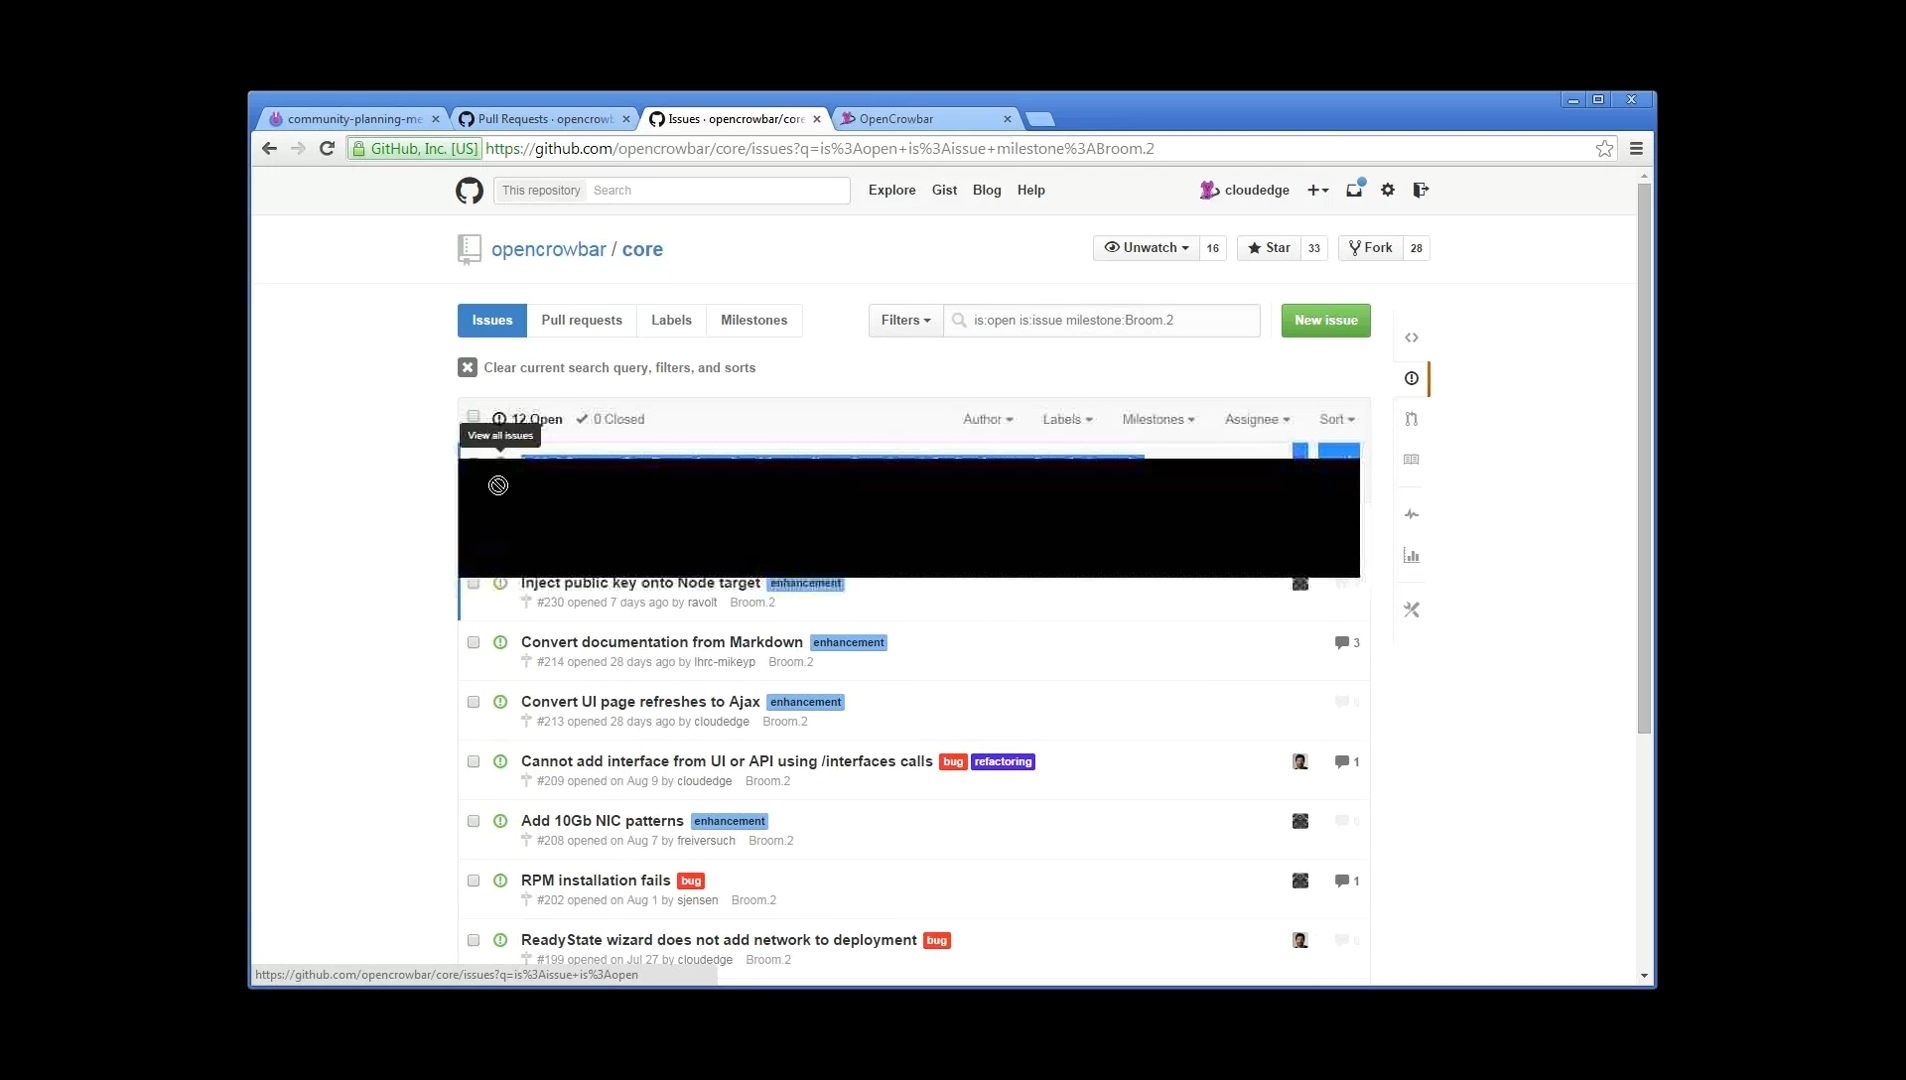 community-planning-me
Pull Requests · opencrowb
Issues · opencrowbar/core
OpenCrowbar
GitHub, Inc. [US]
https://github.com/opencrowbar/core/issues?q=is%3Aopen+is%3Aissue+milestone%3ABroom.2
This repository
Search
Explore
Gist
Blog
Help
cloudedge
opencrowbar / core
Unwatch
16
Star
33
Fork
28
Issues
Pull requests
Labels
Milestones
Filters
is:open is:issue milestone:Broom.2
New issue
Clear current search query, filters, and sorts
12 Open
0 Closed
Author
Labels
Milestones
Assignee
Sort
View all issues
Inject public key onto Node target enhancement
#230 opened 7 days ago by ravolt Broom.2
Convert documentation from Markdown enhancement
3
#214 opened 28 days ago by lhrc-mikeyp Broom.2
Convert UI page refreshes to Ajax enhancement
0
#213 opened 28 days ago by cloudedge Broom.2
Cannot add interface from UI or API using /interfaces calls bug refactoring
1
#209 opened on Aug 9 by cloudedge Broom.2
Add 10Gb NIC patterns enhancement
0
#208 opened on Aug 7 by freiversuch Broom.2
RPM installation fails bug
1
#202 opened on Aug 1 by sjensen Broom.2
ReadyState wizard does not add network to deployment bug
0
#199 opened on Jul 27 by cloudedge Broom.2
https://github.com/opencrowbar/core/issues?q=is%3Aissue+is%3Aopen